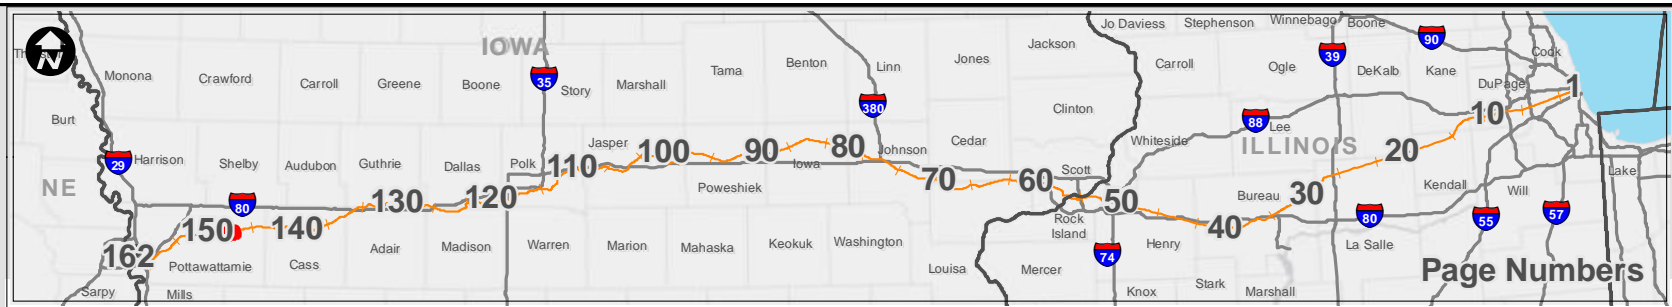 N
IOWA
ILLINOIS
NE
Th
Monona
Crawford
Carroll
Greene
Boone
35
Story
Marshall
Tama
Benton
Linn
Jones
Jackson
Jo Daviess
Stephenson
Winnebago
Boone
90
39
Carroll
Ogle
DeKalb
Kane
Cook
DuPage
1
10
Burt
380
Clinton
Cedar
Whiteside
88
Lee
20
29
Harrison
Shelby
Audubon
Guthrie
Dallas
Polk
110
Jasper
100
90
80
Iowa
Johnson
70
60
Scott
50
Bureau
30
Kendall
Will
Lake
80
130
120
Poweshiek
80
55
57
162
150
140
Pottawattamie
Cass
Adair
Madison
Warren
Marion
Mahaska
Keokuk
Washington
Louisa
Rock
Island
Mercer
74
Henry
40
La Salle
Sarpy
Mills
Knox
Stark
Marshall
Page Numbers